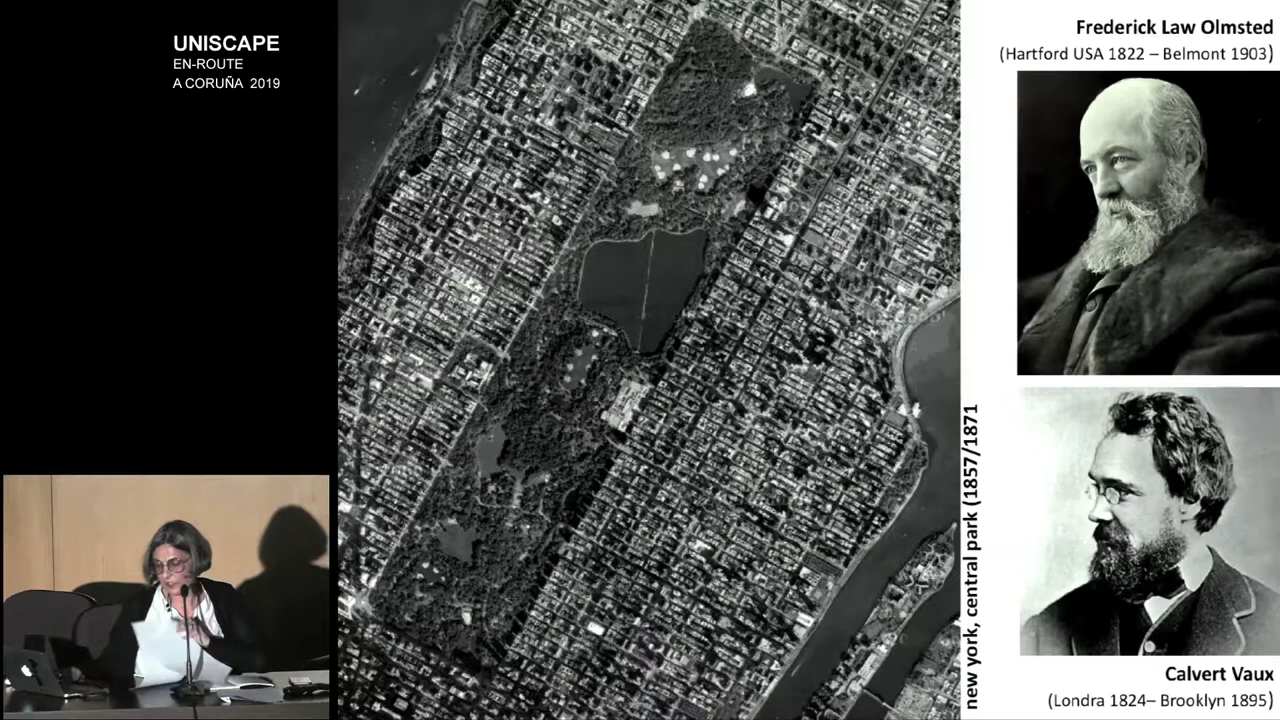 UNISCAPE
EN-ROUTE
A CORUÑA 2019
Frederick Law Olmsted
(Hartford USA 1822 – Belmont 1903)
new york, central park (1857/1871
Calvert Vaux
(Londra 1824– Brooklyn 1895)